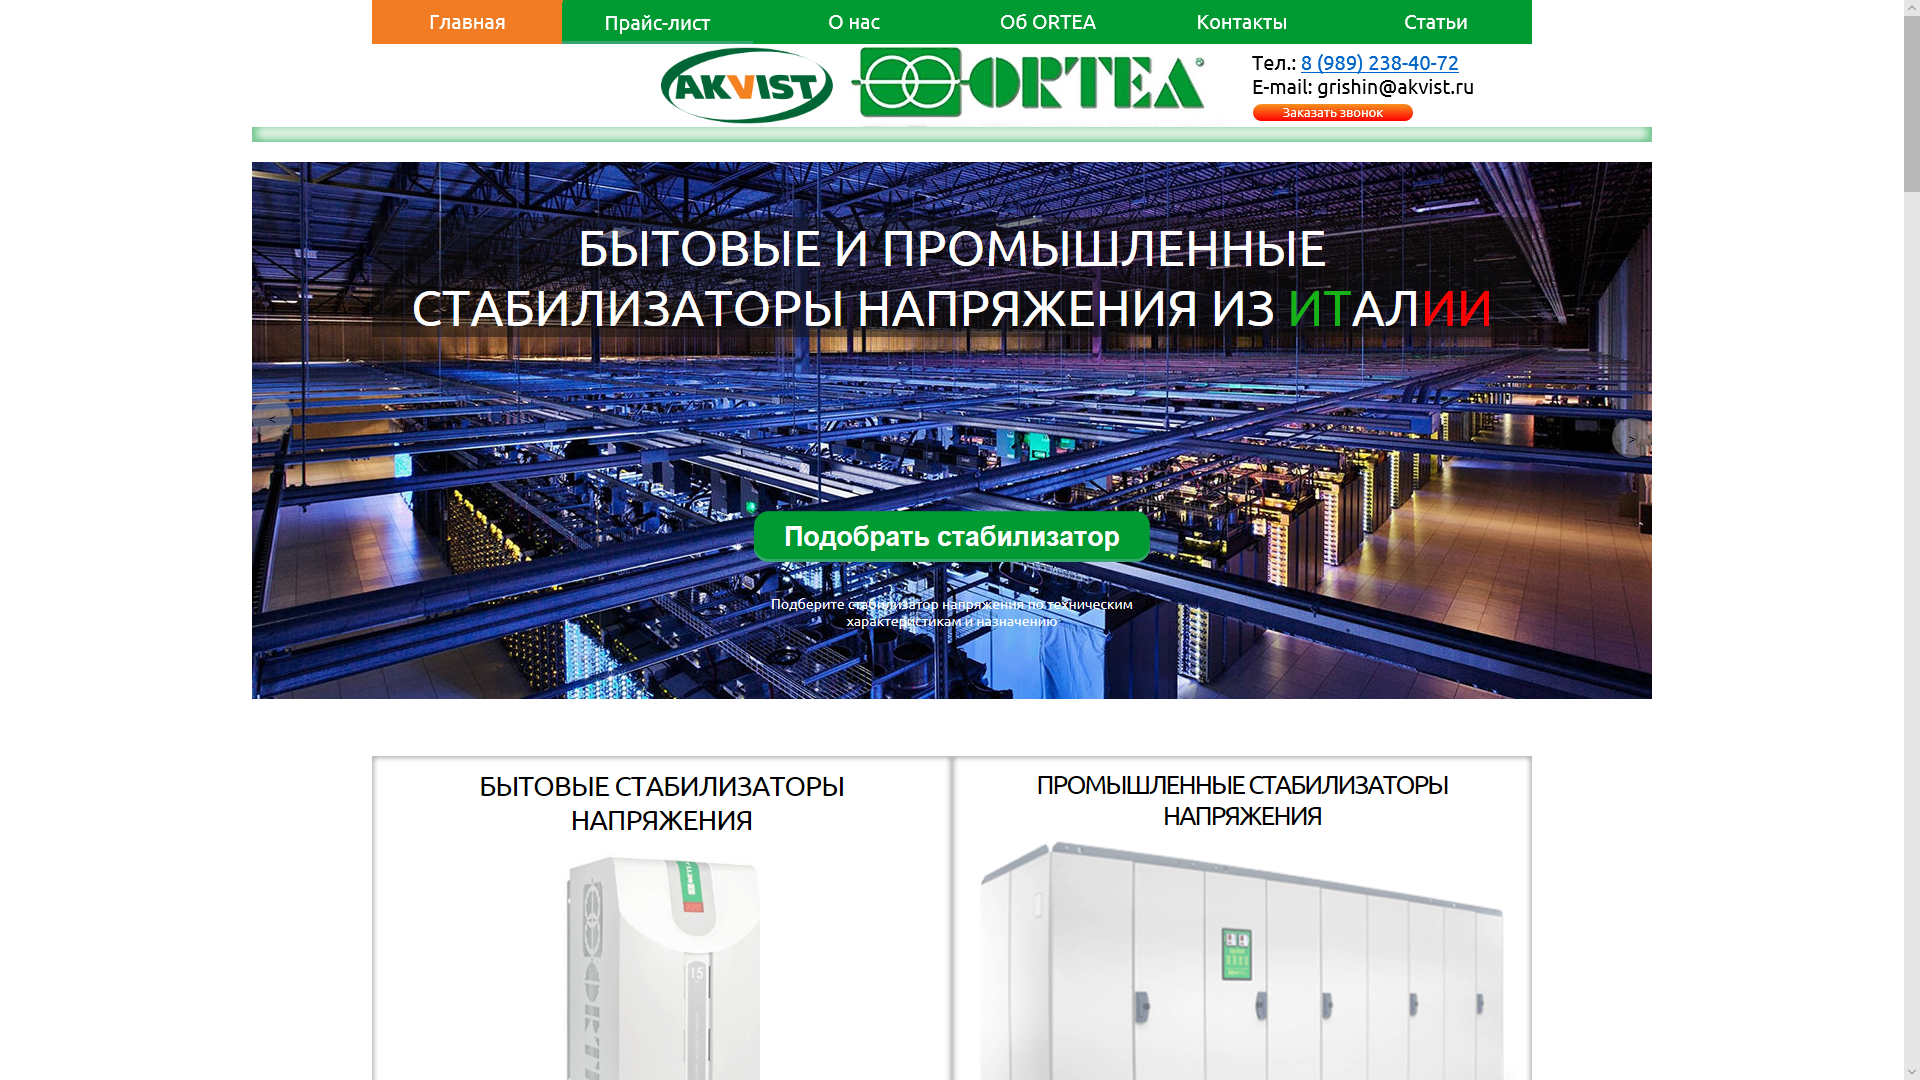 Главная
Прайс-лист
О нас
Об ORTEA
Контакты
Статьи
AKVIST
ORTEA®
Тел.: 8 (989) 238-40-72
E-mail: grishin@akvist.ru
Заказать звонок
БЫТОВЫЕ И ПРОМЫШЛЕННЫЕ
СТАБИЛИЗАТОРЫ НАПРЯЖЕНИЯ ИЗ ИТАЛИИ
<
>
Подобрать стабилизатор
Подберите стабилизатор напряжения по техническим
характеристикам и назначению
БЫТОВЫЕ СТАБИЛИЗАТОРЫ
НАПРЯЖЕНИЯ
ПРОМЫШЛЕННЫЕ СТАБИЛИЗАТОРЫ
НАПРЯЖЕНИЯ
ORTEA
15